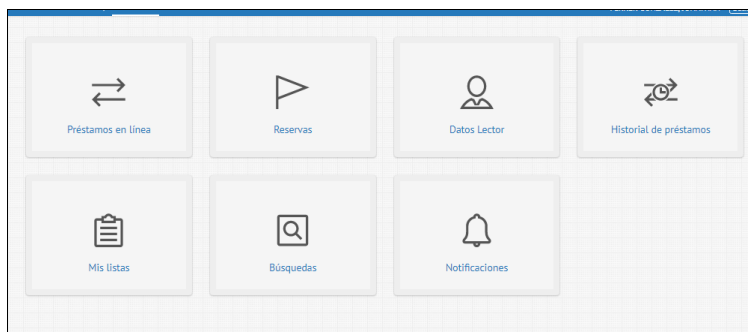 Préstamos en línea
Reservas
Datos Lector
Historial de préstamos
Mis listas
Búsquedas
Notificaciones